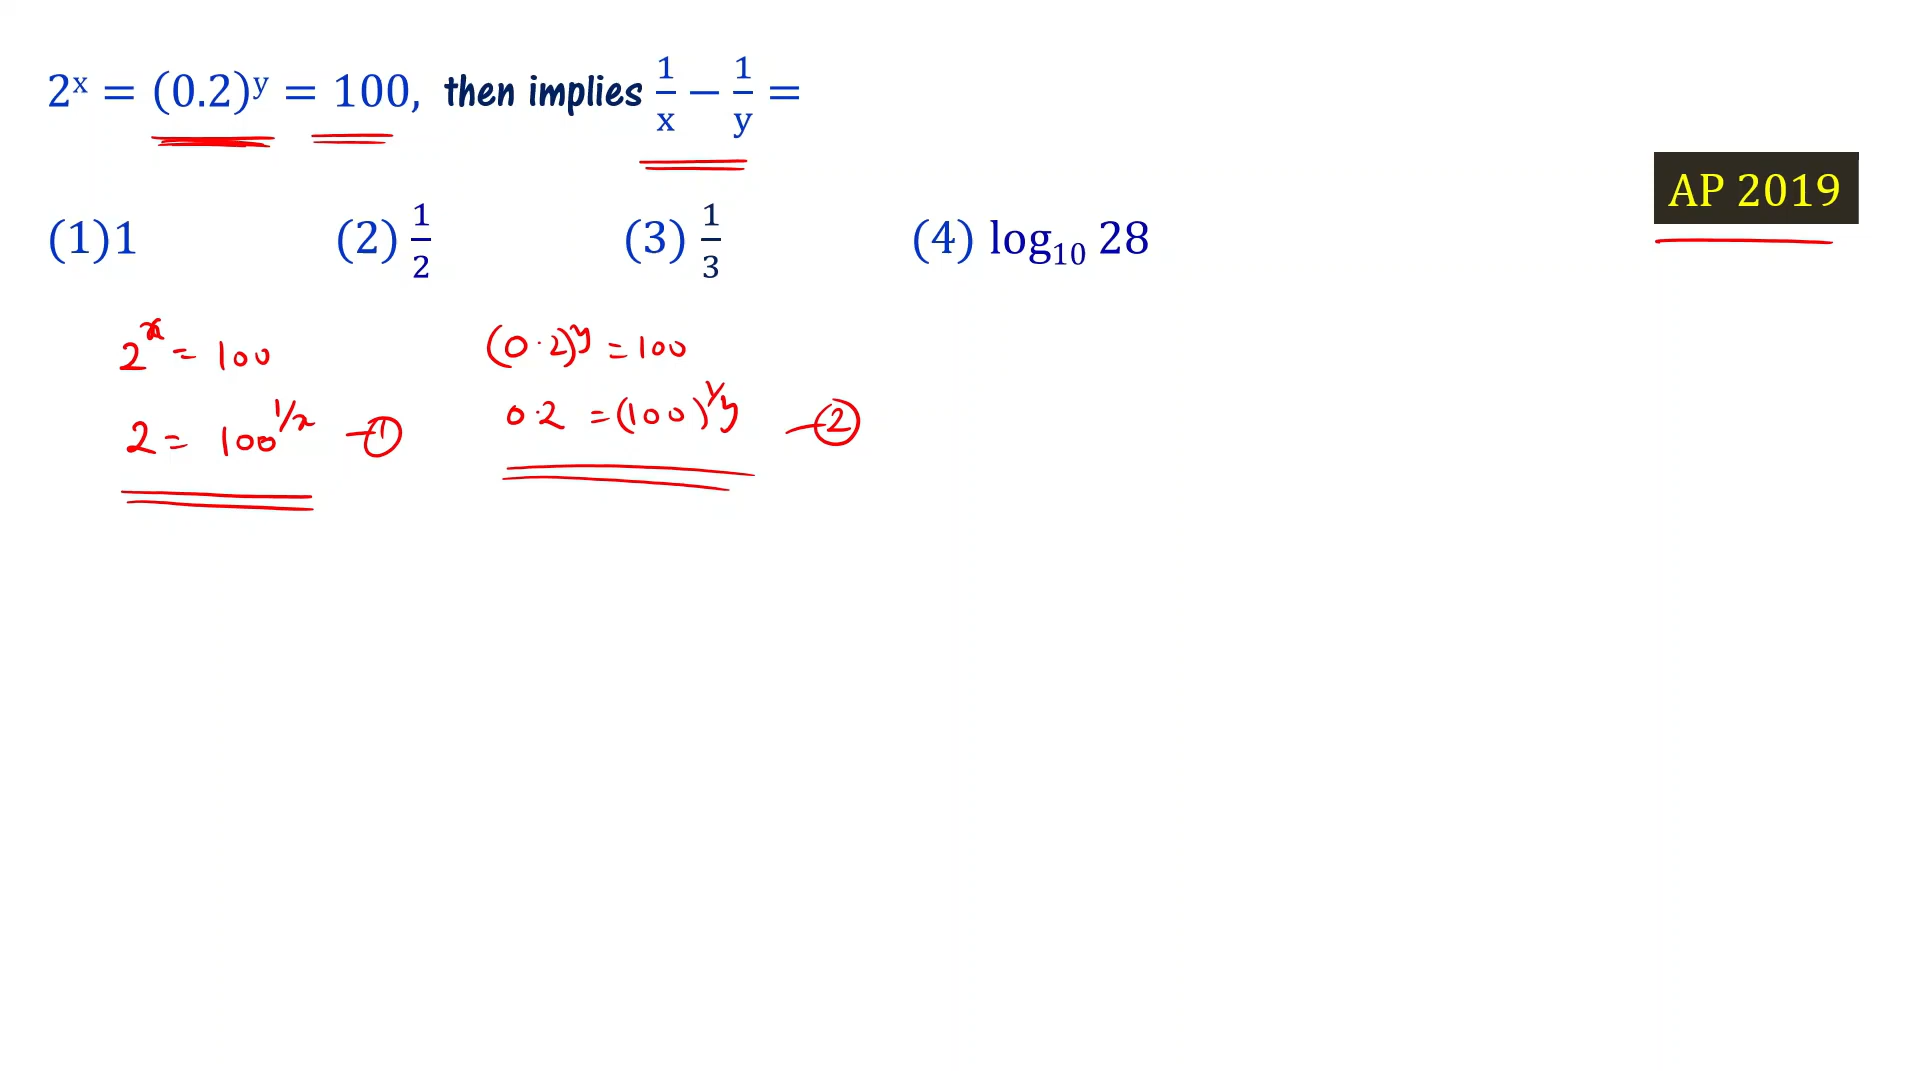 2ˣ = (0.2)ʸ = 100, then implies 1/x − 1/y =
AP 2019
(1)1 (2) 1/2 (3) 1/3 (4) log₁₀ 28
2ˣ = 100 (0.2)ʸ = 100
2 = 100^1/x —① 0.2 = (100)^1/y —②